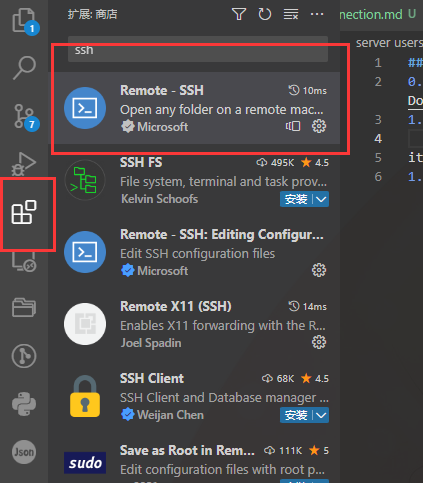 扩展: 商店
nection.md
U
1
ssh
server users
Remote - SSH
10ms
Open any folder on a remote mac...
Microsoft
1 ##
2 0.
Do
3 1.
4
5 it
6 1.
7
SSH FS
495K ★ 4.5
File system, terminal and task prov...
Kelvin Schoofs
安装
Remote - SSH: Editing Configur...
Edit SSH configuration files
Microsoft
Remote X11 (SSH)
14ms
Enables X11 forwarding with the R...
Joel Spadin
SSH Client
68K ★ 4.5
SSH Client and Database manager ...
Weijan Chen
安装
Json
sudo
Save as Root in Rem...
111K ★ 5
Edit configuration files with root p...